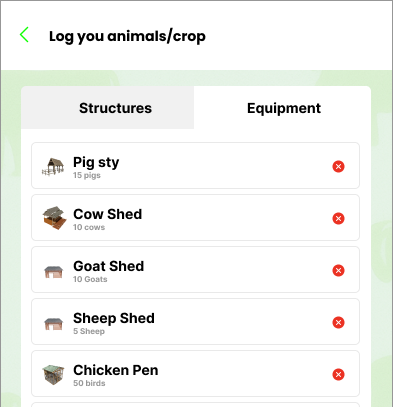 Log you animals/crop
Structures
Equipment
Pig sty
15 pigs
Cow Shed
10 cows
Goat Shed
10 Goats
Sheep Shed
5 Sheep
Chicken Pen
50 birds